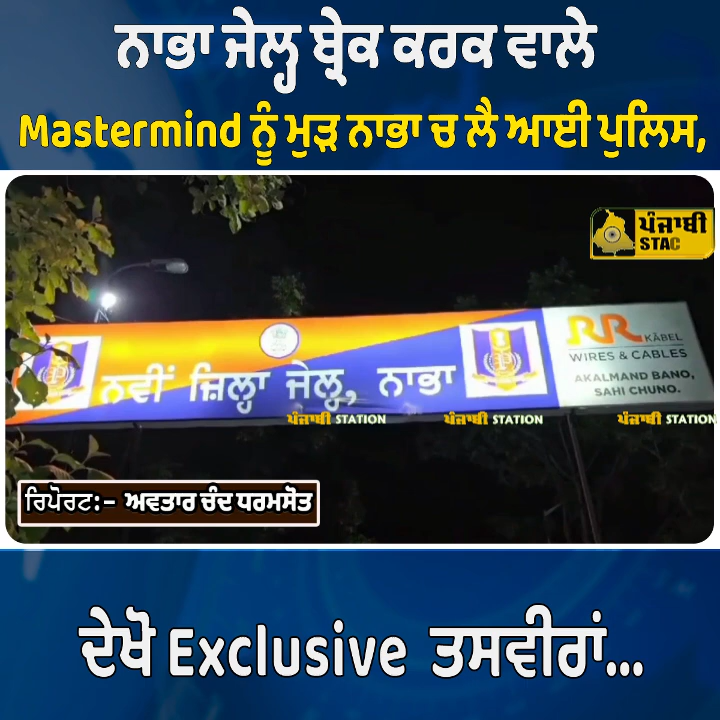 ਨਾਭਾ ਜੇਲ੍ਹ ਬ੍ਰੇਕ ਕਰਕ ਵਾਲੇ
Mastermind ਨੂੰ ਮੁੜ ਨਾਭਾ ਚ ਲੈ ਆਈ ਪੁਲਿਸ,
ਪੰਜਾਬੀ
STAC
RR KABEL
WIRES & CABLES
AKALMAND BANO,
SAHI CHUNO.
ਨਵੀਂ ਜ਼ਿਲ੍ਹਾ ਜੇਲ੍ਹ, ਨਾਭਾ
ਪੰਜਾਬੀ STATION ਪੰਜਾਬੀ STATION ਪੰਜਾਬੀ STATION
ਰਿਪੋਰਟ:- ਅਵਤਾਰ ਚੰਦ ਧਰਮਸੋਤ
ਦੇਖੋ Exclusive ਤਸਵੀਰਾਂ...